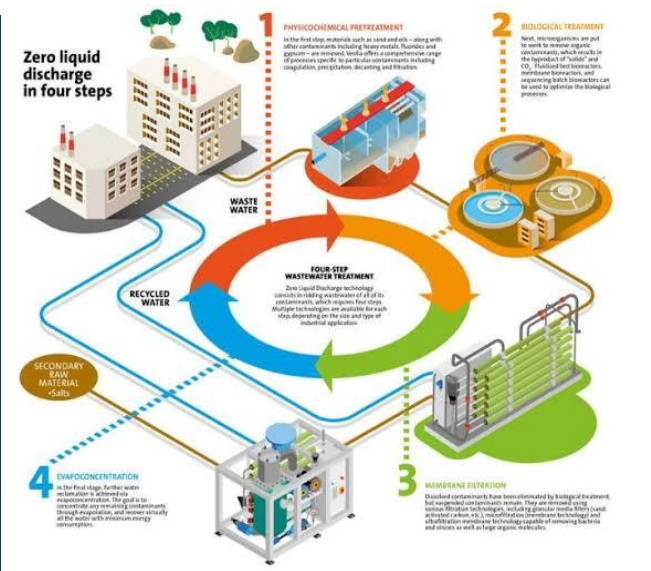 Zero liquid
discharge
in four steps
1
PHYSICOCHEMICAL PRETREATMENT
In the first step, materials such as sand and oils – along with
other contaminants including heavy metals, fluorides and
gypsum – are removed. Veolia offers a comprehensive range
of processes specific to particular contaminants including
coagulation, precipitation, decanting and filtration.
2
BIOLOGICAL TREATMENT
Next, microorganisms are put
to work to remove organic
contaminants, which results in
the byproduct of "solids" and
CO₂. Fluidized bed bioreactors,
membrane bioreactors, and
sequencing batch bioreactors can
be used to optimize the biological
processes.
WASTE
WATER
FOUR-STEP
WASTEWATER TREATMENT
Zero Liquid Discharge technology
consists in ridding wastewater of all of its
contaminants, which requires four steps.
Multiple technologies are available for each
step, depending on the size and type of
industrial application.
RECYCLED
WATER
SECONDARY
RAW
MATERIAL
•Salts
4
EVAPOCONCENTRATION
In the final stage, further water
reclamation is achieved via
evapoconcentration. The goal is to
concentrate any remaining contaminants
through evaporation, and recover virtually
all the water with minimum energy
consumption.
3
MEMBRANE FILTRATION
Dissolved contaminants have been eliminated by biological treatment,
but suspended contaminants remain. They are removed using
various filtration technologies, including granular media filters (sand,
activated carbon, etc.), microfiltration (membrane technology) and
ultrafiltration membrane technology capable of removing bacteria
and viruses as well as large organic molecules.